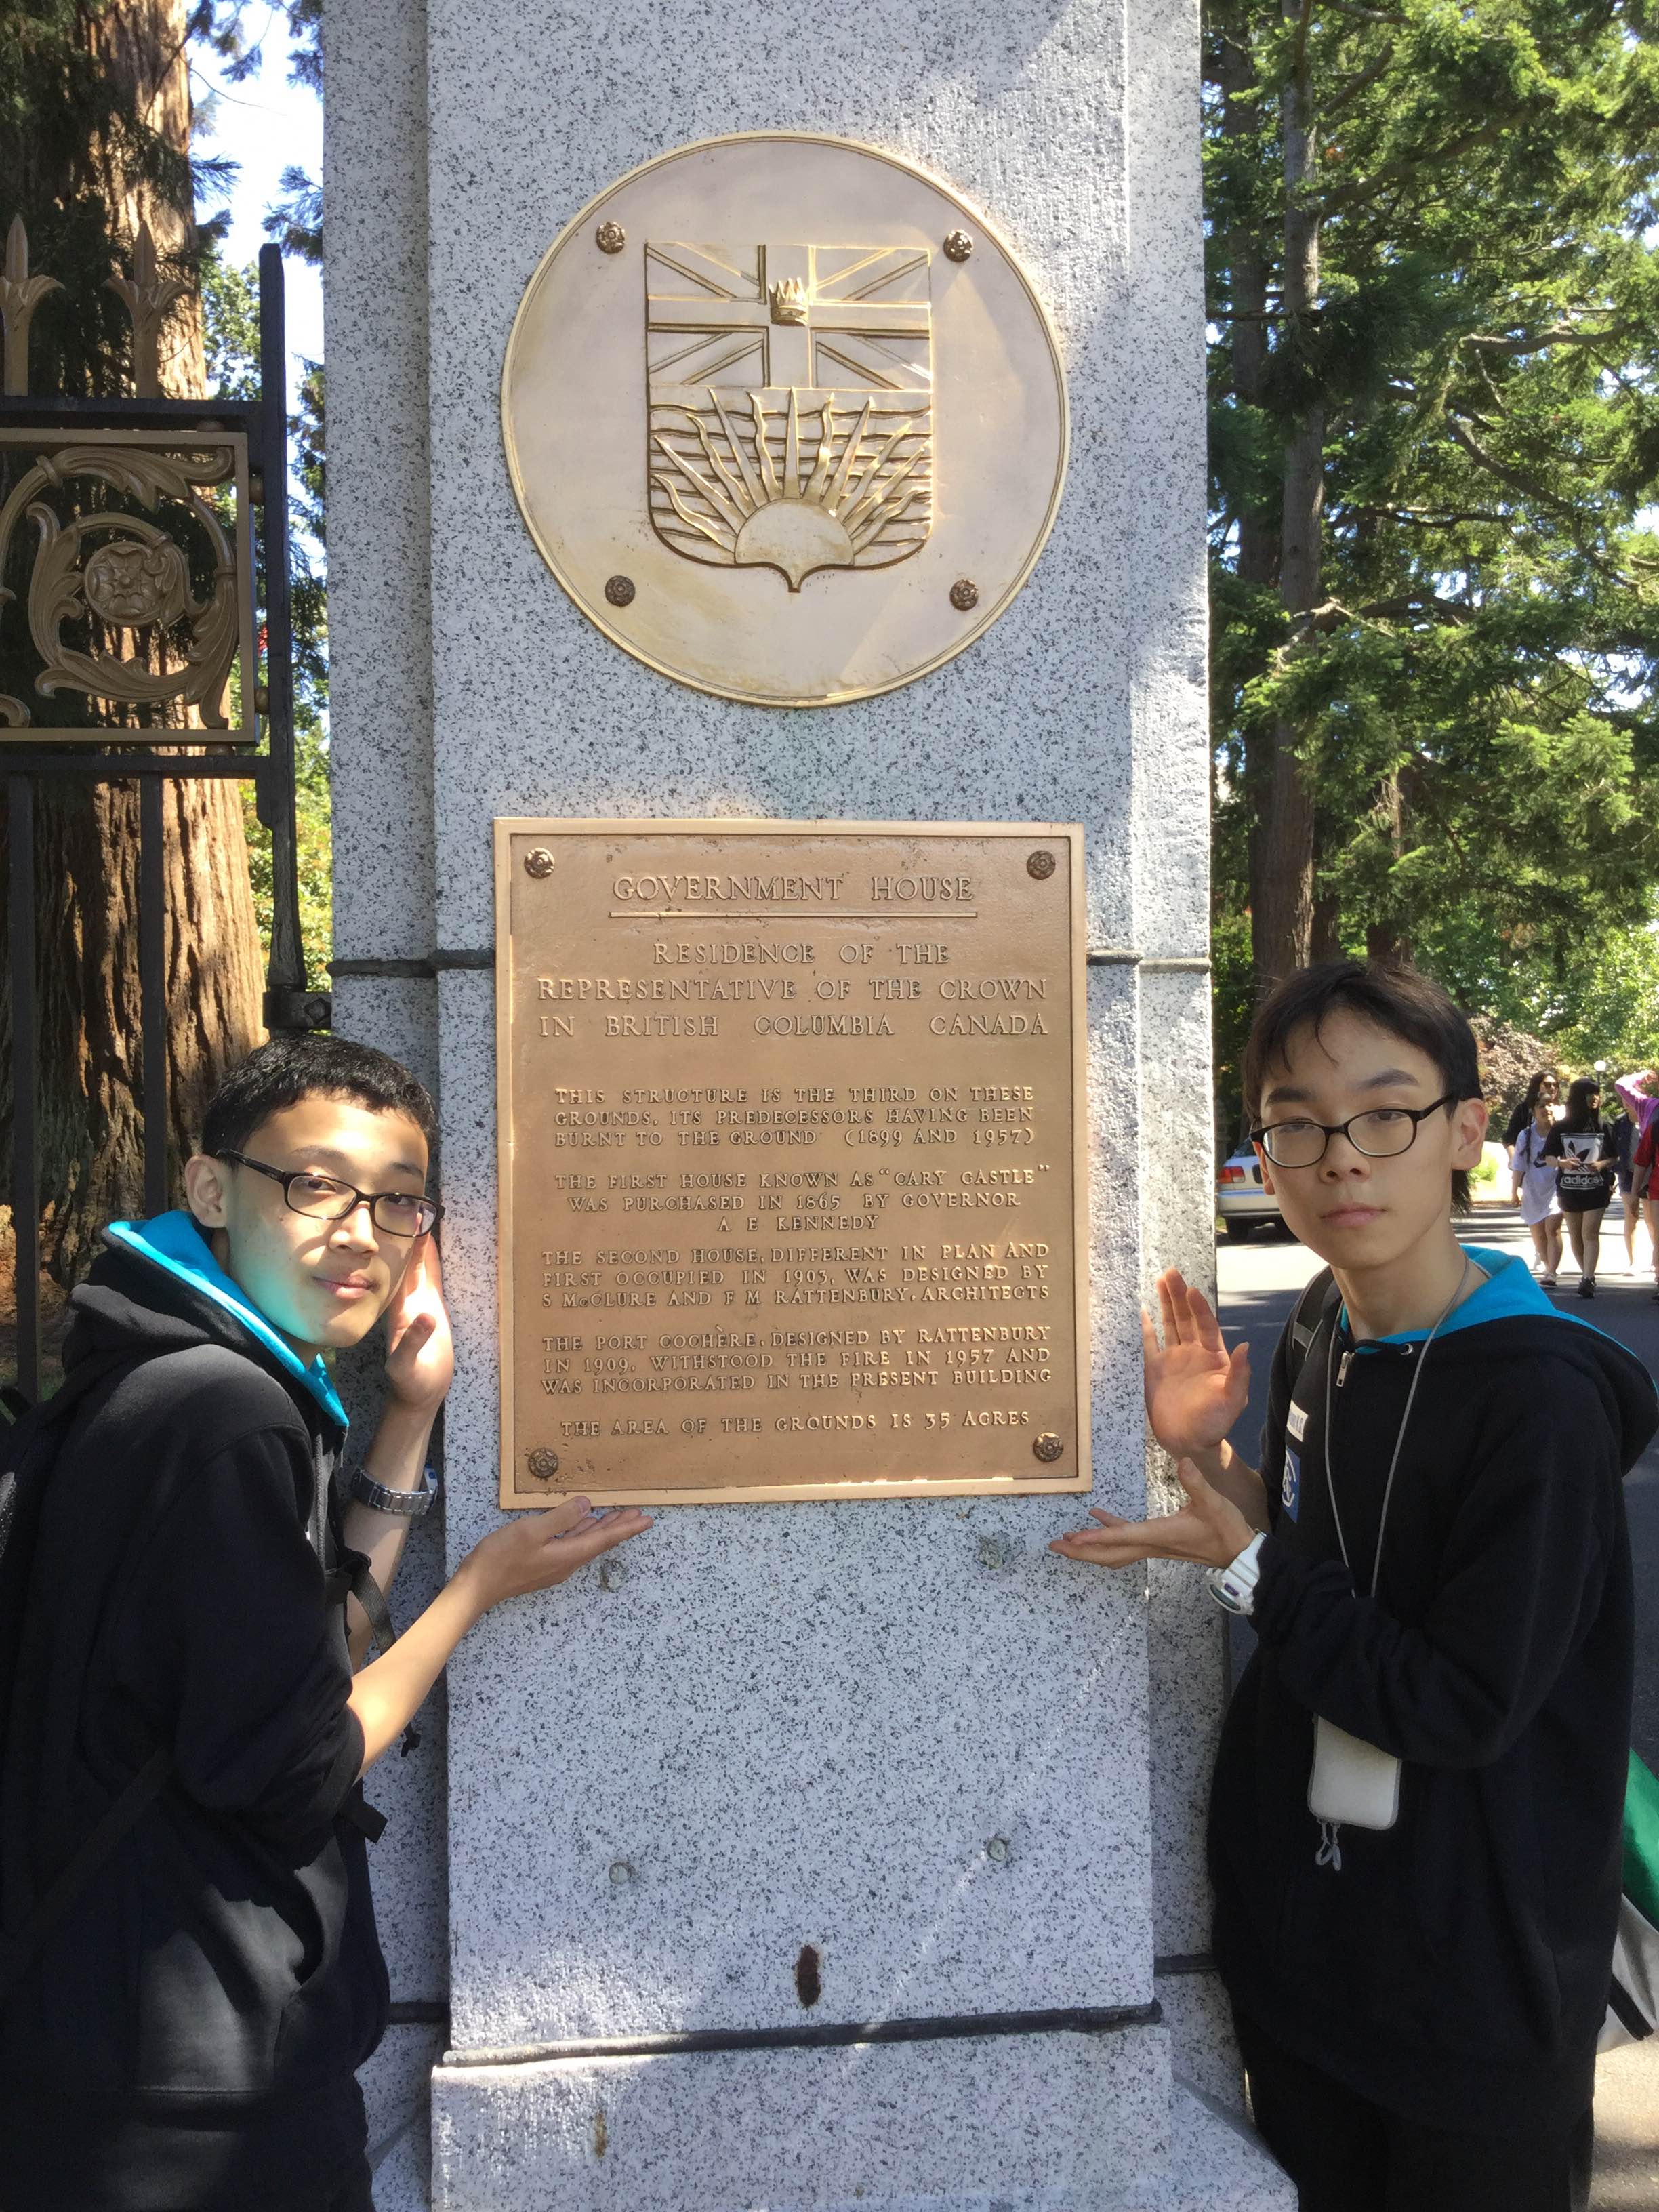 GOVERNMENT HOUSE
RESIDENCE OF THE
REPRESENTATIVE OF THE CROWN
IN BRITISH COLUMBIA CANADA
THIS STRUCTURE IS THE THIRD ON THESE
GROUNDS, ITS PREDECESSORS HAVING BEEN
BURNT TO THE GROUND (1899 AND 1957)
THE FIRST HOUSE KNOWN AS "CARY CASTLE"
WAS PURCHASED IN 1865 BY GOVERNOR
A E KENNEDY
THE SECOND HOUSE, DIFFERENT IN PLAN AND
FIRST OCCUPIED IN 1903, WAS DESIGNED BY
S McCLURE AND F M RATTENBURY, ARCHITECTS
THE PORT COCHÈRE, DESIGNED BY RATTENBURY
IN 1909, WITHSTOOD THE FIRE IN 1957 AND
WAS INCORPORATED IN THE PRESENT BUILDING
THE AREA OF THE GROUNDS IS 35 ACRES
adidas